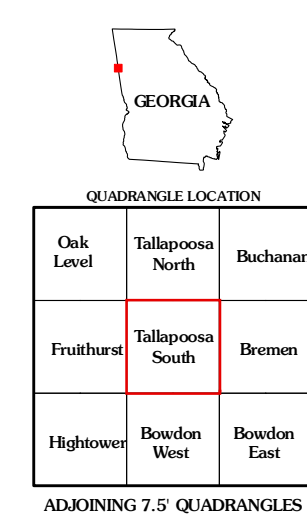 GEORGIA
QUADRANGLE LOCATION
Oak
Level
Tallapoosa
North
Buchanan
Fruithurst
Tallapoosa
South
Bremen
Hightower
Bowdon
West
Bowdon
East
ADJOINING 7.5' QUADRANGLES